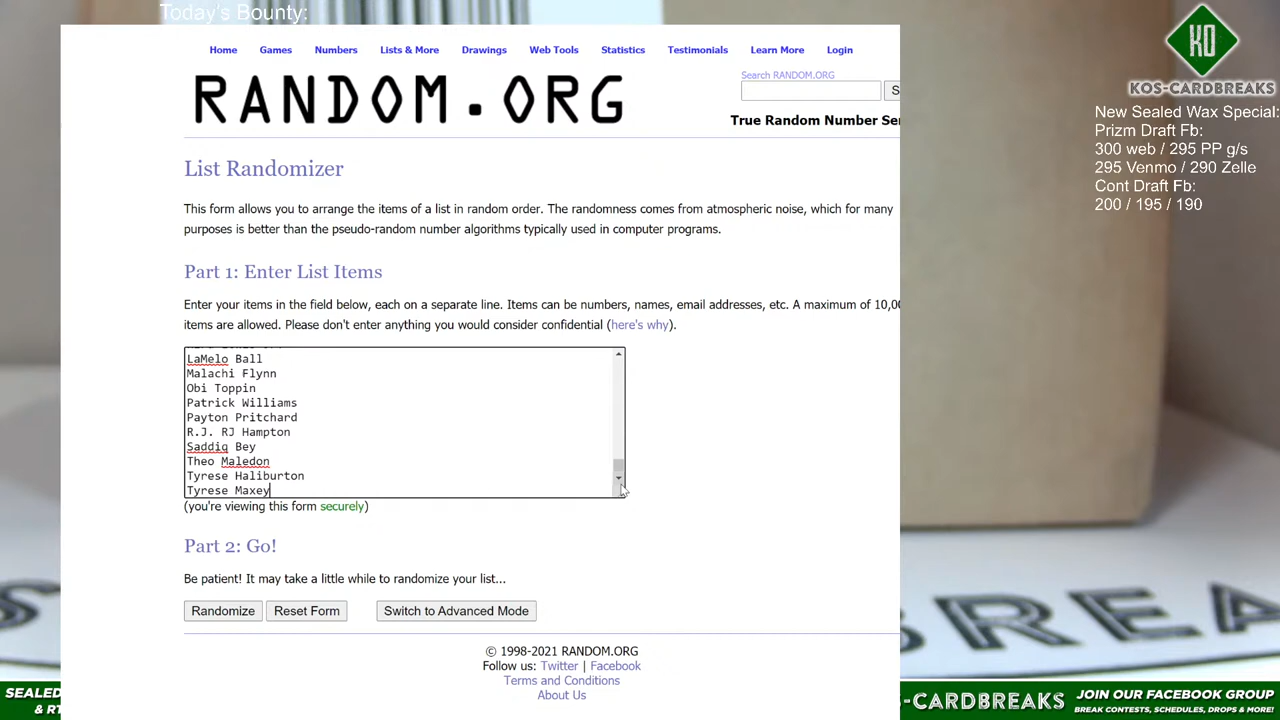 Today's Bounty:
Home Games Numbers Lists & More Drawings Web Tools Statistics Testimonials Learn More Login
RANDOM.ORG
Search RANDOM.ORG
S
True Random Number Ser
List Randomizer
This form allows you to arrange the items of a list in random order. The randomness comes from atmospheric noise, which for many
purposes is better than the pseudo-random number algorithms typically used in computer programs.
Part 1: Enter List Items
Enter your items in the field below, each on a separate line. Items can be numbers, names, email addresses, etc. A maximum of 10,00
items are allowed. Please don't enter anything you would consider confidential (here's why).
LaMelo Ball
Malachi Flynn
Obi Toppin
Patrick Williams
Payton Pritchard
R.J. RJ Hampton
Saddiq Bey
Theo Maledon
Tyrese Haliburton
Tyrese Maxey
(you're viewing this form securely)
Part 2: Go!
Be patient! It may take a little while to randomize your list...
Randomize Reset Form Switch to Advanced Mode
© 1998-2021 RANDOM.ORG
Follow us: Twitter | Facebook
Terms and Conditions
About Us
KO
KOS-CARDBREAKS
New Sealed Wax Special:
Prizm Draft Fb:
300 web / 295 PP g/s
295 Venmo / 290 Zelle
Cont Draft Fb:
200 / 195 / 190
BREA
SEALED
& RT
S-CARDBREAKS
JOIN OUR FACEBOOK GROUP
BREAK CONTESTS, SCHEDULES, DROPS & MORE!